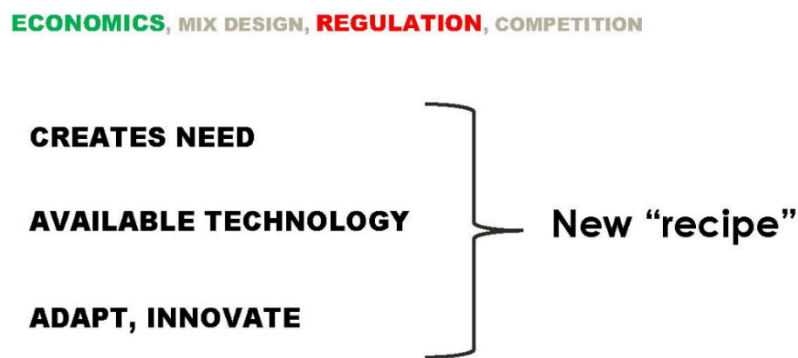 ECONOMICS, MIX DESIGN, REGULATION, COMPETITION
CREATES NEED
AVAILABLE TECHNOLOGY
New “recipe”
ADAPT, INNOVATE